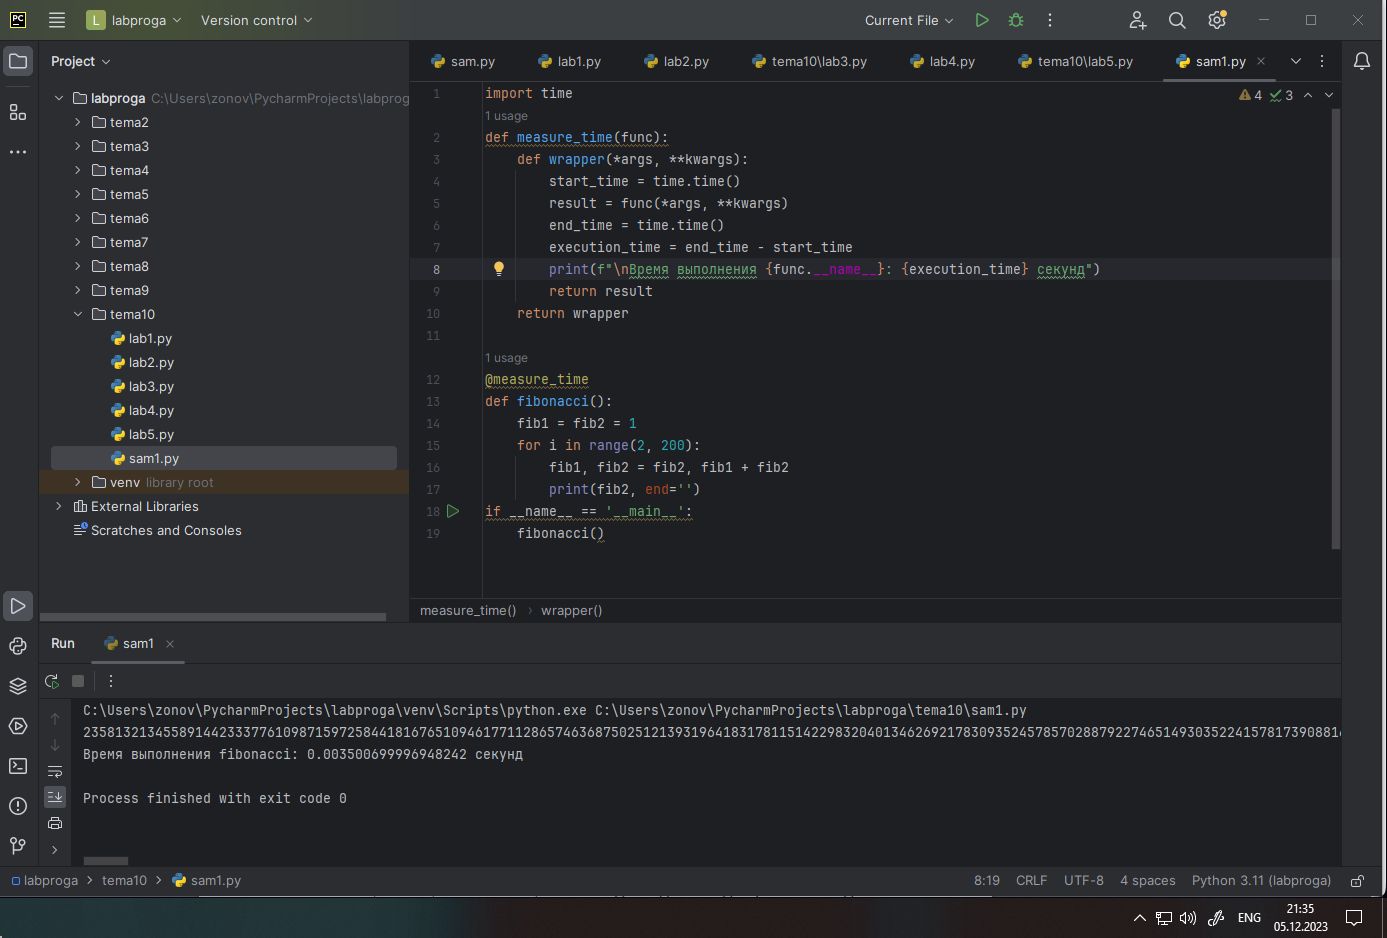 PC L labproga Version control Current File
Project
sam.py lab1.py lab2.py tema10\lab3.py lab4.py tema10\lab5.py sam1.py
labproga C:\Users\zonov\PycharmProjects\labprog
tema2
tema3
tema4
tema5
tema6
tema7
tema8
tema9
tema10
lab1.py
lab2.py
lab3.py
lab4.py
lab5.py
sam1.py
venv library root
External Libraries
Scratches and Consoles
4 3
1 import time
1 usage
2 def measure_time(func):
3 def wrapper(*args, **kwargs):
4 start_time = time.time()
5 result = func(*args, **kwargs)
6 end_time = time.time()
7 execution_time = end_time - start_time
8 print(f"\nВремя выполнения {func.__name__}: {execution_time} секунд")
9 return result
10 return wrapper
11
1 usage
12 @measure_time
13 def fibonacci():
14 fib1 = fib2 = 1
15 for i in range(2, 200):
16 fib1, fib2 = fib2, fib1 + fib2
17 print(fib2, end='')
18 if __name__ == '__main__':
19 fibonacci()
measure_time() › wrapper()
Run sam1
C:\Users\zonov\PycharmProjects\labproga\venv\Scripts\python.exe C:\Users\zonov\PycharmProjects\labproga\tema10\sam1.py
Время выполнения fibonacci: 0.003500699996948242 секунд
Process finished with exit code 0
labproga > tema10 > sam1.py 8:19 CRLF UTF-8 4 spaces Python 3.11 (labproga)
ENG
21:35
05.12.2023